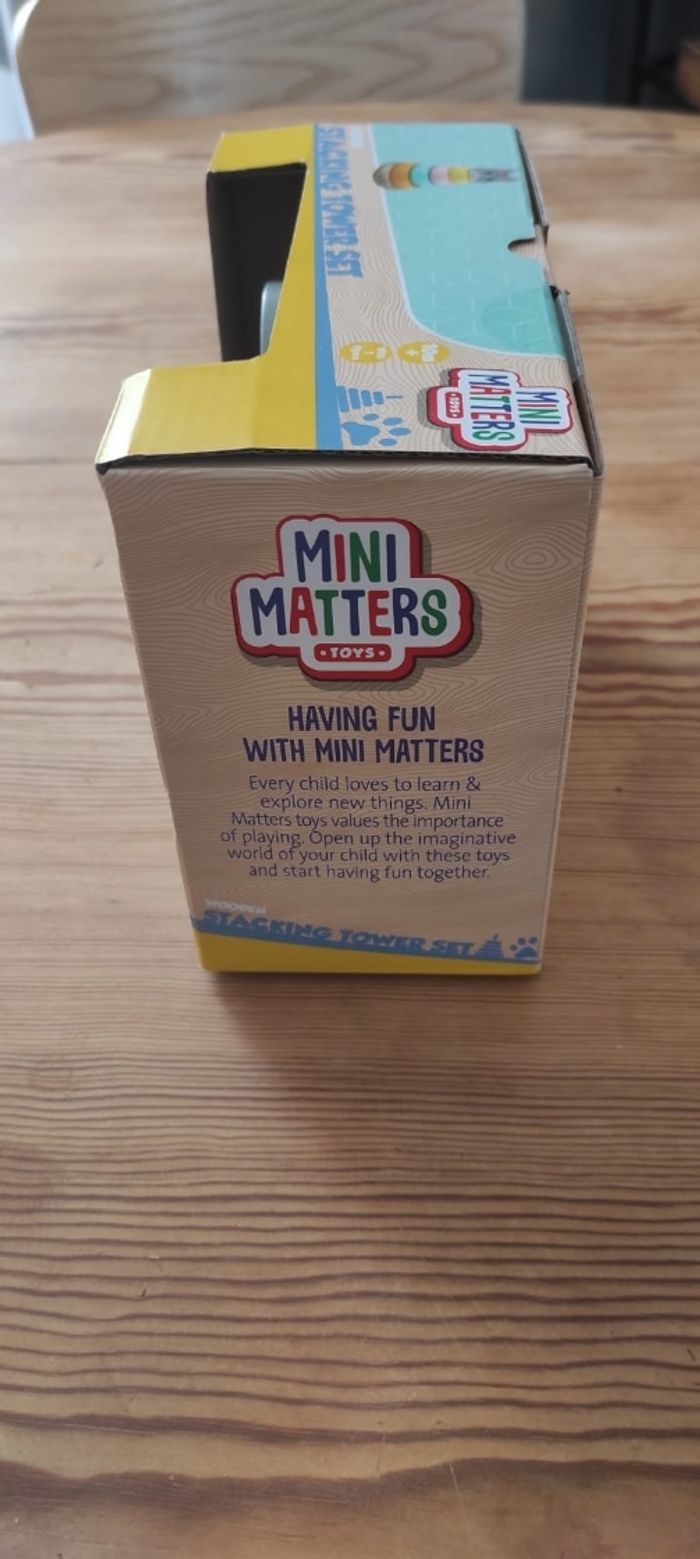 STACKING TOWER SET
MINI
MATTERS
• TOYS •
MINI
MATTERS
• TOYS •
HAVING FUN
WITH MINI MATTERS
Every child loves to learn &
explore new things. Mini
Matters toys values the importance
of playing. Open up the imaginative
world of your child with these toys
and start having fun together.
WOODEN
STACKING TOWER SET